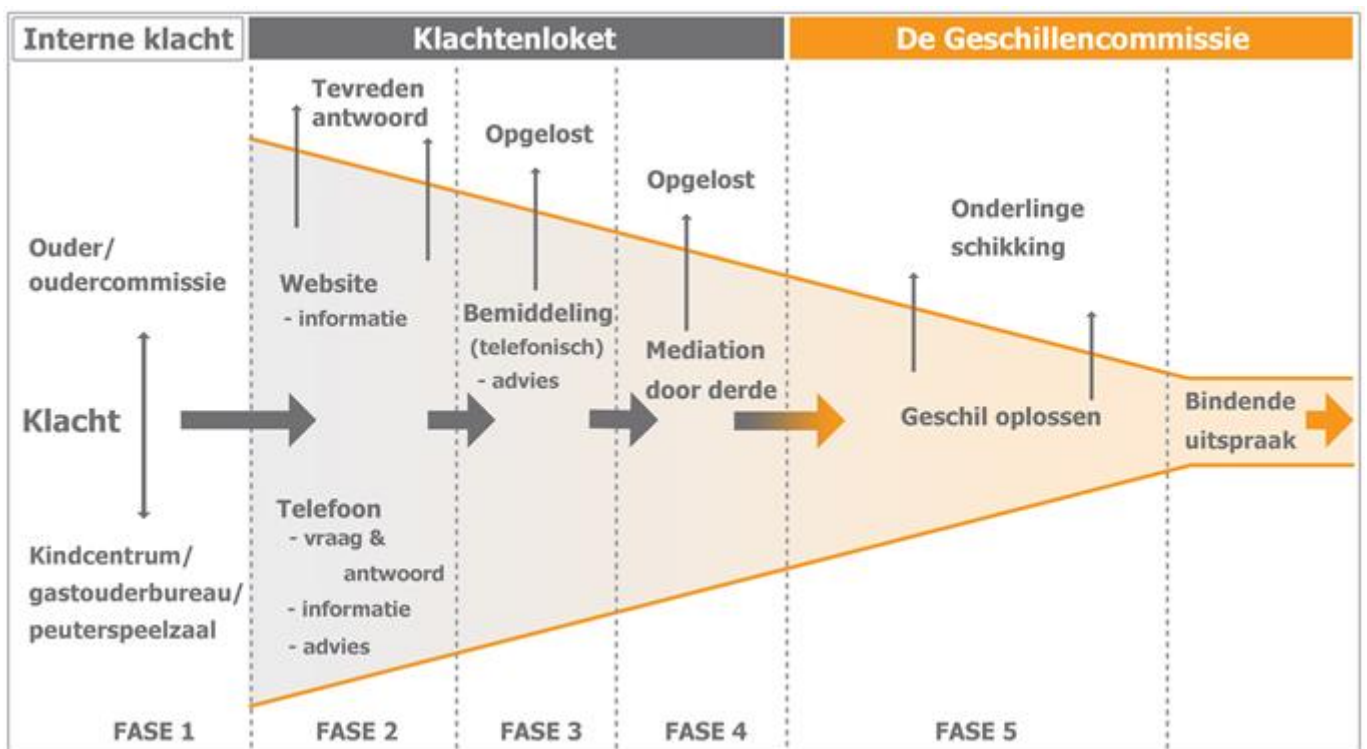 Interne klacht
Klachtenloket
De Geschillencommissie
Ouder/
oudercommissie
Klacht
Kindcentrum/
gastouderbureau/
peuterspeelzaal
Tevreden
antwoord
Website
- informatie
Telefoon
- vraag &
antwoord
- informatie
- advies
Opgelost
Bemiddeling
(telefonisch)
- advies
Opgelost
Mediation
door derde
Onderlinge
schikking
Geschil oplossen
Bindende
uitspraak
FASE 1
FASE 2
FASE 3
FASE 4
FASE 5